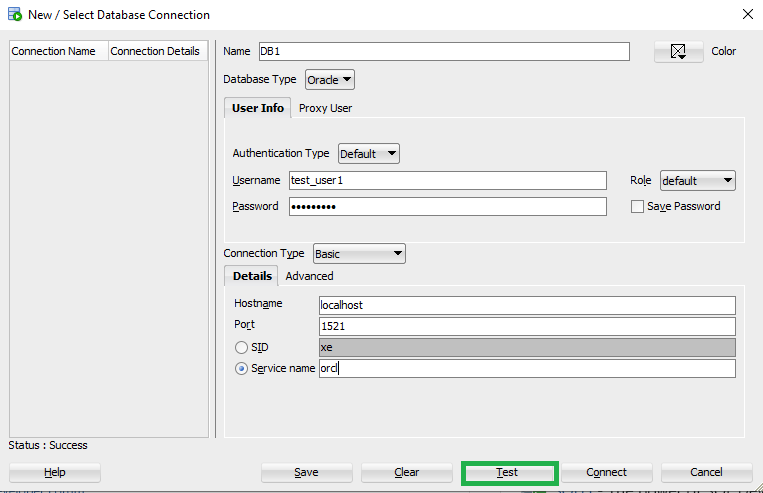 New / Select Database Connection
Connection Name Connection Details
Name DB1 Color
Database Type Oracle
User Info Proxy User
Authentication Type Default
Username test_user1 Role default
Password ••••••••• Save Password
Connection Type Basic
Details Advanced
Hostname localhost
Port 1521
SID xe
Service name orcl
Status : Success
Help Save Clear Test Connect Cancel